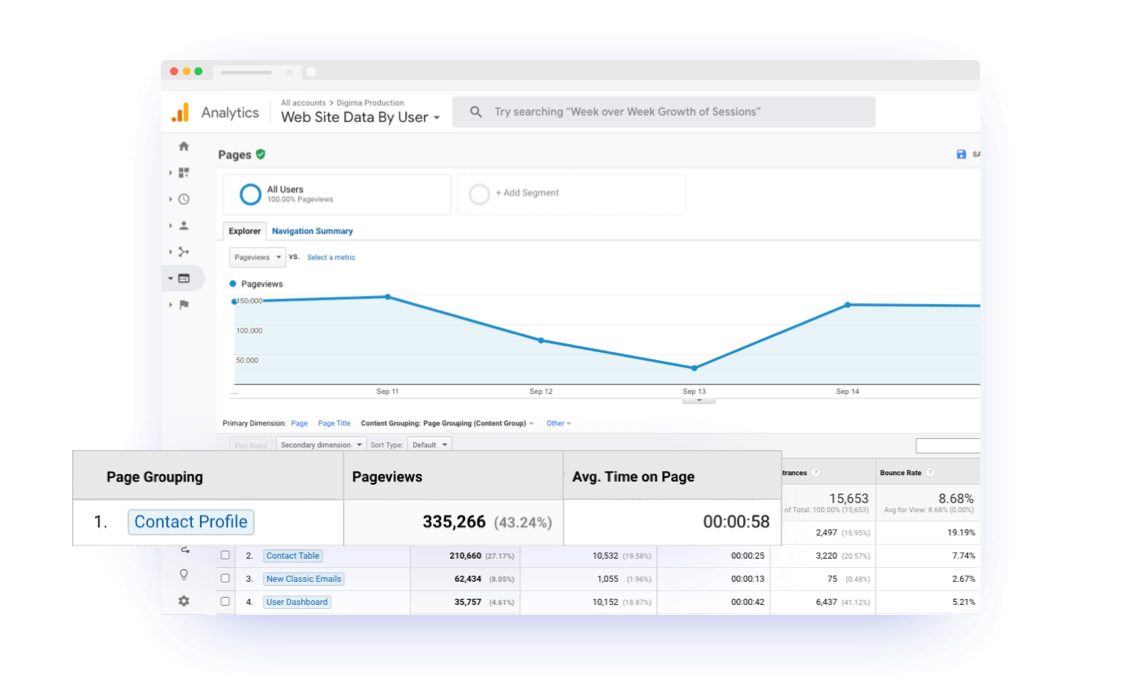 All accounts > Digima Production
Analytics
Web Site Data By User
Try searching “Week over Week Growth of Sessions”
Pages
All Users
100.00% Pageviews
+ Add Segment
Explorer
Navigation Summary
Pageviews
VS.
Select a metric
Pageviews
150,000
100,000
50,000
...
Sep 11
Sep 12
Sep 13
Sep 14
Primary Dimension: Page Page Title Content Grouping: Page Grouping (Content Group) Other
Plot Rows Secondary dimension Sort Type: Default
Page Grouping Pageviews Avg. Time on Page
trances ? Bounce Rate ?
15,653 8.68%
of Total: 100.00% (15,653) Avg for View: 8.68% (0.00%)
1. Contact Profile 335,266 (43.24%) 00:00:58
2,497 (15.95%) 19.19%
2. Contact Table 210,660 (27.17%) 10,532 (19.58%) 00:00:25 3,220 (20.57%) 7.74%
3. New Classic Emails 62,434 (8.05%) 1,055 (1.96%) 00:00:13 75 (0.48%) 2.67%
4. User Dashboard 35,757 (4.61%) 10,152 (18.87%) 00:00:42 6,437 (41.12%) 5.21%